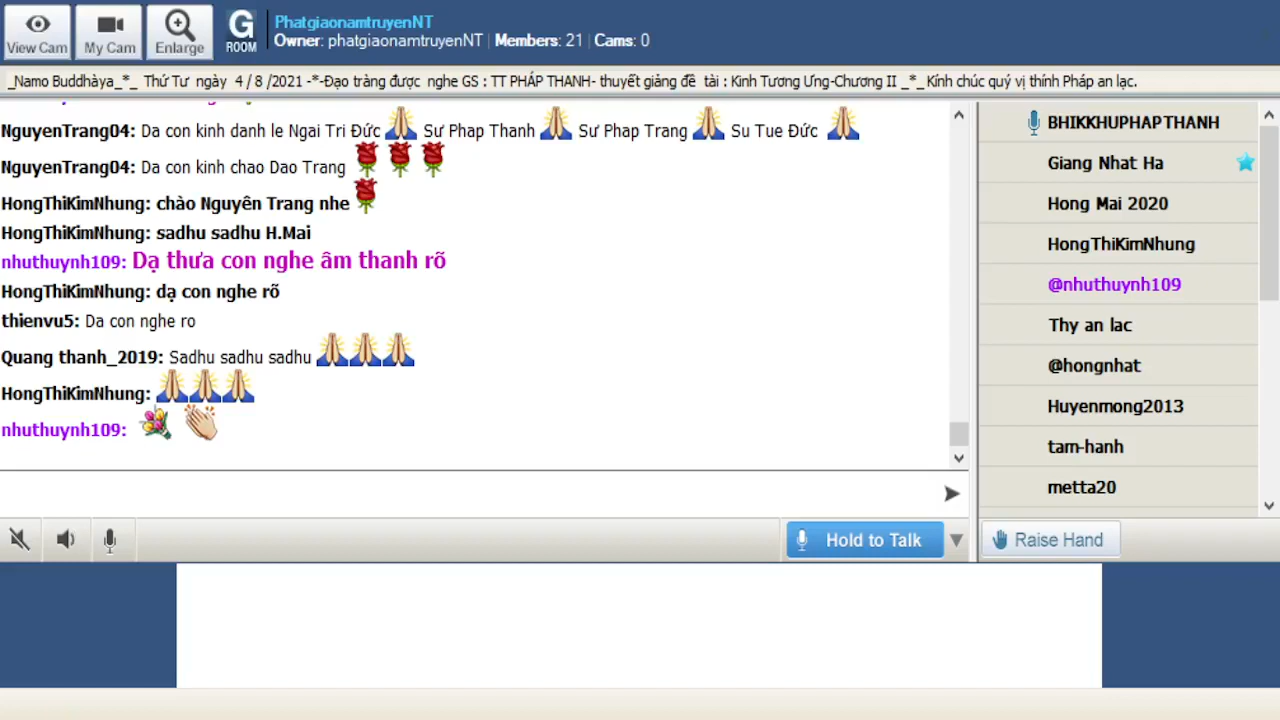 View Cam
My Cam
Enlarge
G
ROOM
PhatgiaonamtruyenNT
Owner: phatgiaonamtruyenNT | Members: 21 | Cams: 0
_Namo Buddhàya_*_ Thứ Tư ngày 4 / 8 /2021 -*-Đạo tràng được nghe GS : TT PHÁP THANH- thuyết giảng đề tài : Kinh Tương Ưng-Chương II _*_ Kính chúc quý vị thính Pháp an lạc.
NguyenTrang04: Da con kinh danh le Ngai Tri Đức Sư Phap Thanh Sư Phap Trang Su Tue Đức
NguyenTrang04: Da con kinh chao Dao Trang
HongThiKimNhung: chào Nguyên Trang nhe
HongThiKimNhung: sadhu sadhu H.Mai
nhuthuynh109: Dạ thưa con nghe âm thanh rõ
HongThiKimNhung: dạ con nghe rõ
thienvu5: Da con nghe ro
Quang thanh_2019: Sadhu sadhu sadhu
HongThiKimNhung:
nhuthuynh109:
Hold to Talk
BHIKKHUPHAPTHANH
Giang Nhat Ha
Hong Mai 2020
HongThiKimNhung
@nhuthuynh109
Thy an lac
@hongnhat
Huyenmong2013
tam-hanh
metta20
Raise Hand